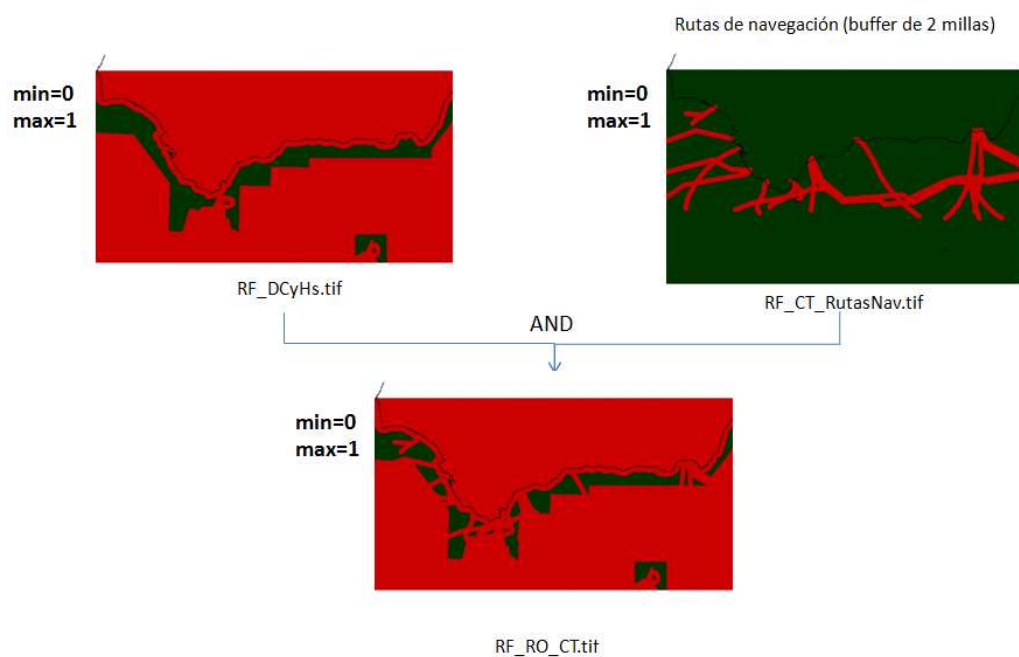 Rutas de navegación (buffer de 2 millas)
min=0
max=1
min=0
max=1
RF_DCyHs.tif
RF_CT_RutasNav.tif
AND
min=0
max=1
RF_RO_CT.tif